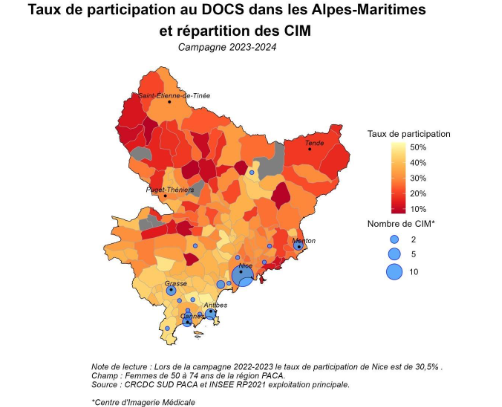 Taux de participation au DOCS dans les Alpes-Maritimes
et répartition des CIM
Campagne 2023-2024
Saint-Étienne-de-Tinée
Tende
Puget-Théniers
Menton
Nice
Grasse
Antibes
Cannes
Taux de participation
50%
40%
30%
20%
10%
Nombre de CIM*
2
5
10
Note de lecture : Lors de la campagne 2022-2023 le taux de participation de Nice est de 30,5% .
Champ : Femmes de 50 à 74 ans de la région PACA.
Source : CRCDC SUD PACA et INSEE RP2021 exploitation principale.
*Centre d'Imagerie Médicale